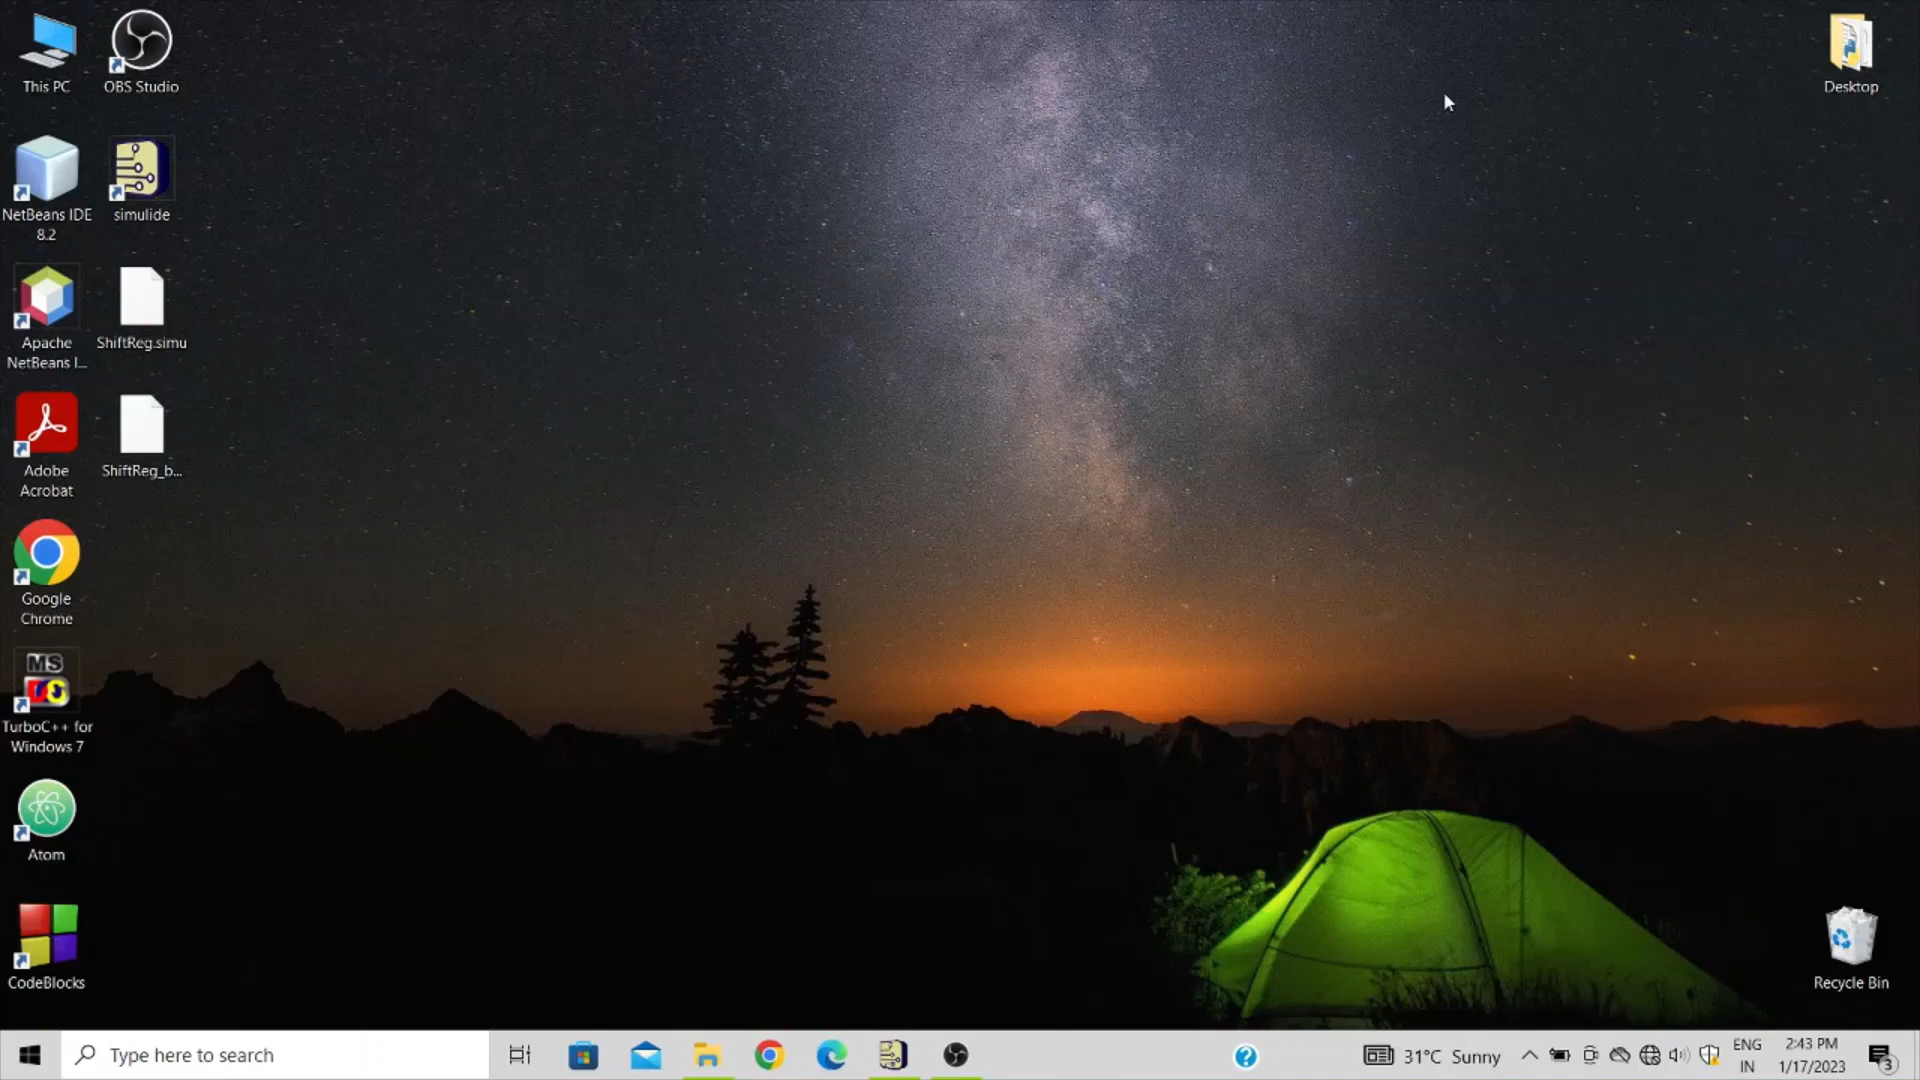 This PC
OBS Studio
Desktop
NetBeans IDE
8.2
simulide
Apache
NetBeans I...
ShiftReg.simu
Adobe
Acrobat
ShiftReg_b...
Google
Chrome
MS
TurboC++ for
Windows 7
Atom
CodeBlocks
Recycle Bin
Type here to search
31°C Sunny
ENG
IN
2:43 PM
1/17/2023
3